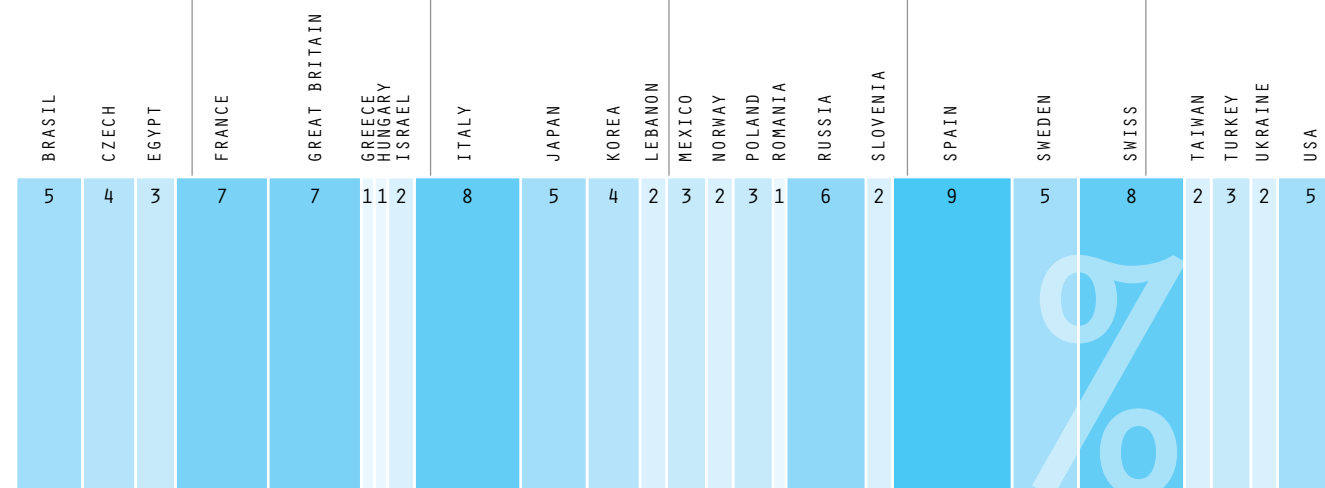 BRASIL
CZECH
EGYPT
FRANCE
GREAT BRITAIN
GREECE
HUNGARY
ISRAEL
ITALY
JAPAN
KOREA
LEBANON
MEXICO
NORWAY
POLAND
ROMANIA
RUSSIA
SLOVENIA
SPAIN
SWEDEN
SWISS
TAIWAN
TURKEY
UKRAINE
USA
5 4 3 7 7 1 1 2 8 5 4 2 3 2 3 1 6 2 9 5 8 2 3 2 5
%